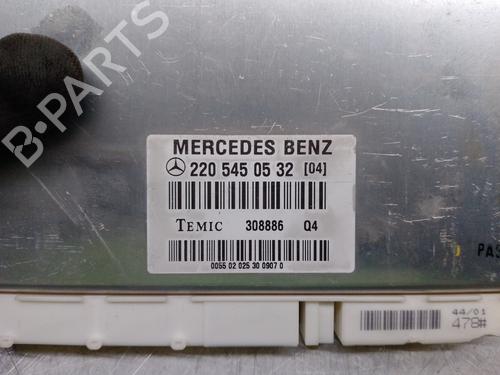 B-PARTS
MERCEDES BENZ
220 545 05 32 [04]
TEMIC 308886 Q4
0055 02 025 30 0907 0
PAS
44/01
478#